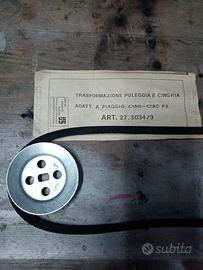 TRASFORMAZIONE PULEGGIA E CINGHIA
ADATT. A PIAGGIO-CIAO-CIAO PX
ART. 27.3034/9
subito